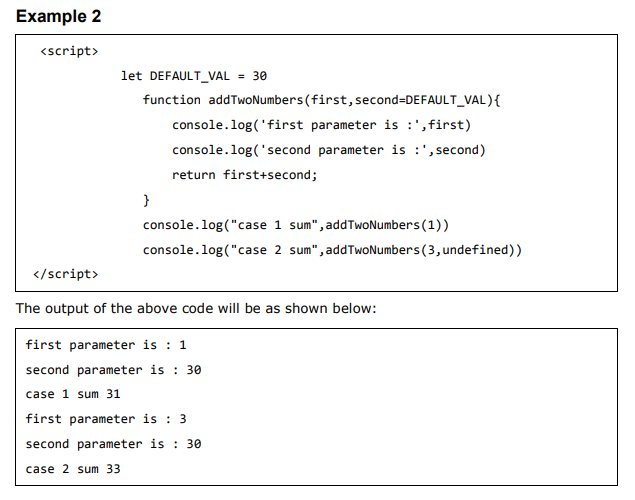 Example 2
<script>
let DEFAULT_VAL = 30
function addTwoNumbers(first,second=DEFAULT_VAL){
console.log('first parameter is :',first)
console.log('second parameter is :',second)
return first+second;
}
console.log("case 1 sum",addTwoNumbers(1))
console.log("case 2 sum",addTwoNumbers(3,undefined))
</script>
The output of the above code will be as shown below:
first parameter is : 1
second parameter is : 30
case 1 sum 31
first parameter is : 3
second parameter is : 30
case 2 sum 33